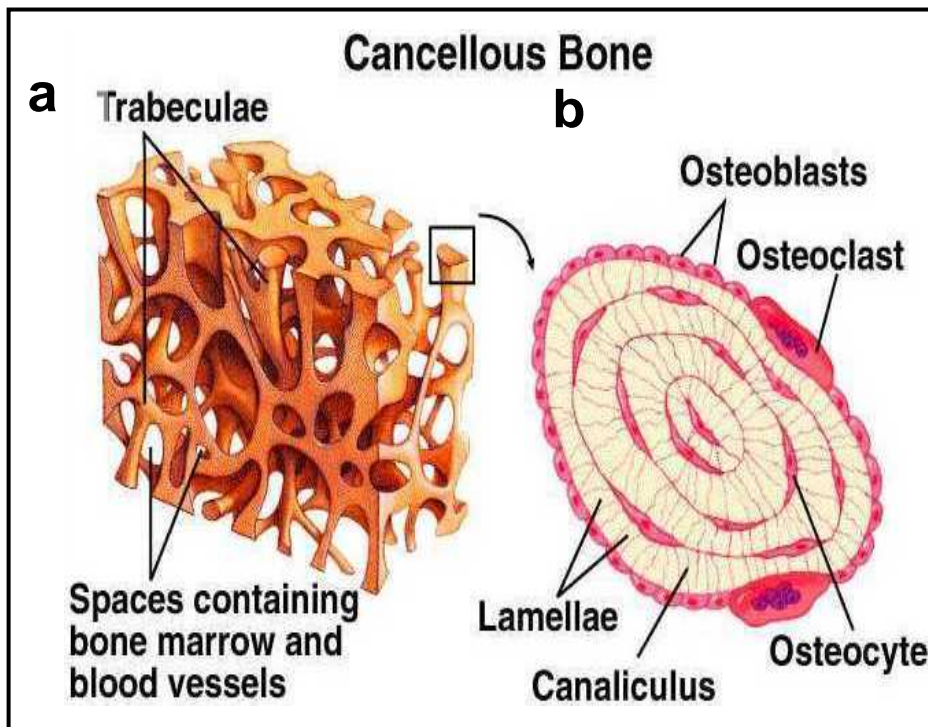 Cancellous Bone
a
b
Trabeculae
Osteoblasts
Osteoclast
Spaces containing
bone marrow and
blood vessels
Lamellae
Canaliculus
Osteocyte